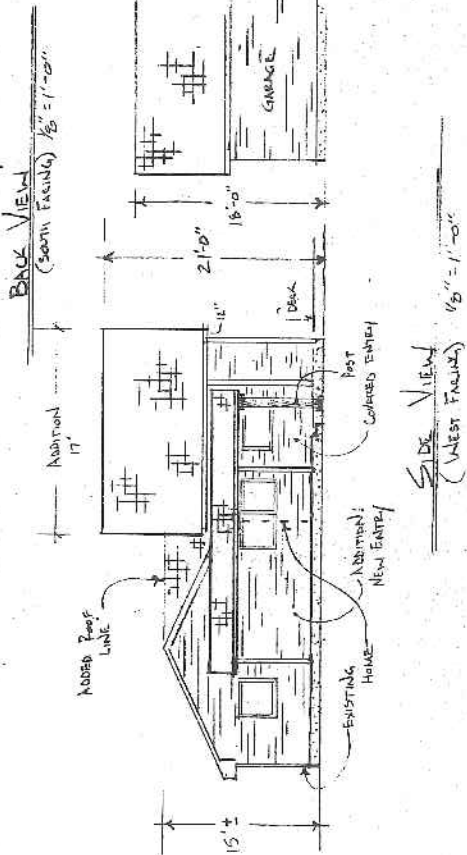 BACK VIEW
(SOUTH FACING) 1/8" = 1'-0"
ADDITION
17'
ADDED ROOF
LINE
15' ±
12"
21'-0"
18'-0"
GARAGE
DECK
POST
COVERED ENTRY
ADDITION:
NEW ENTRY
EXISTING
HOME
SIDE VIEW
(WEST FACING) 1/8" = 1'-0"